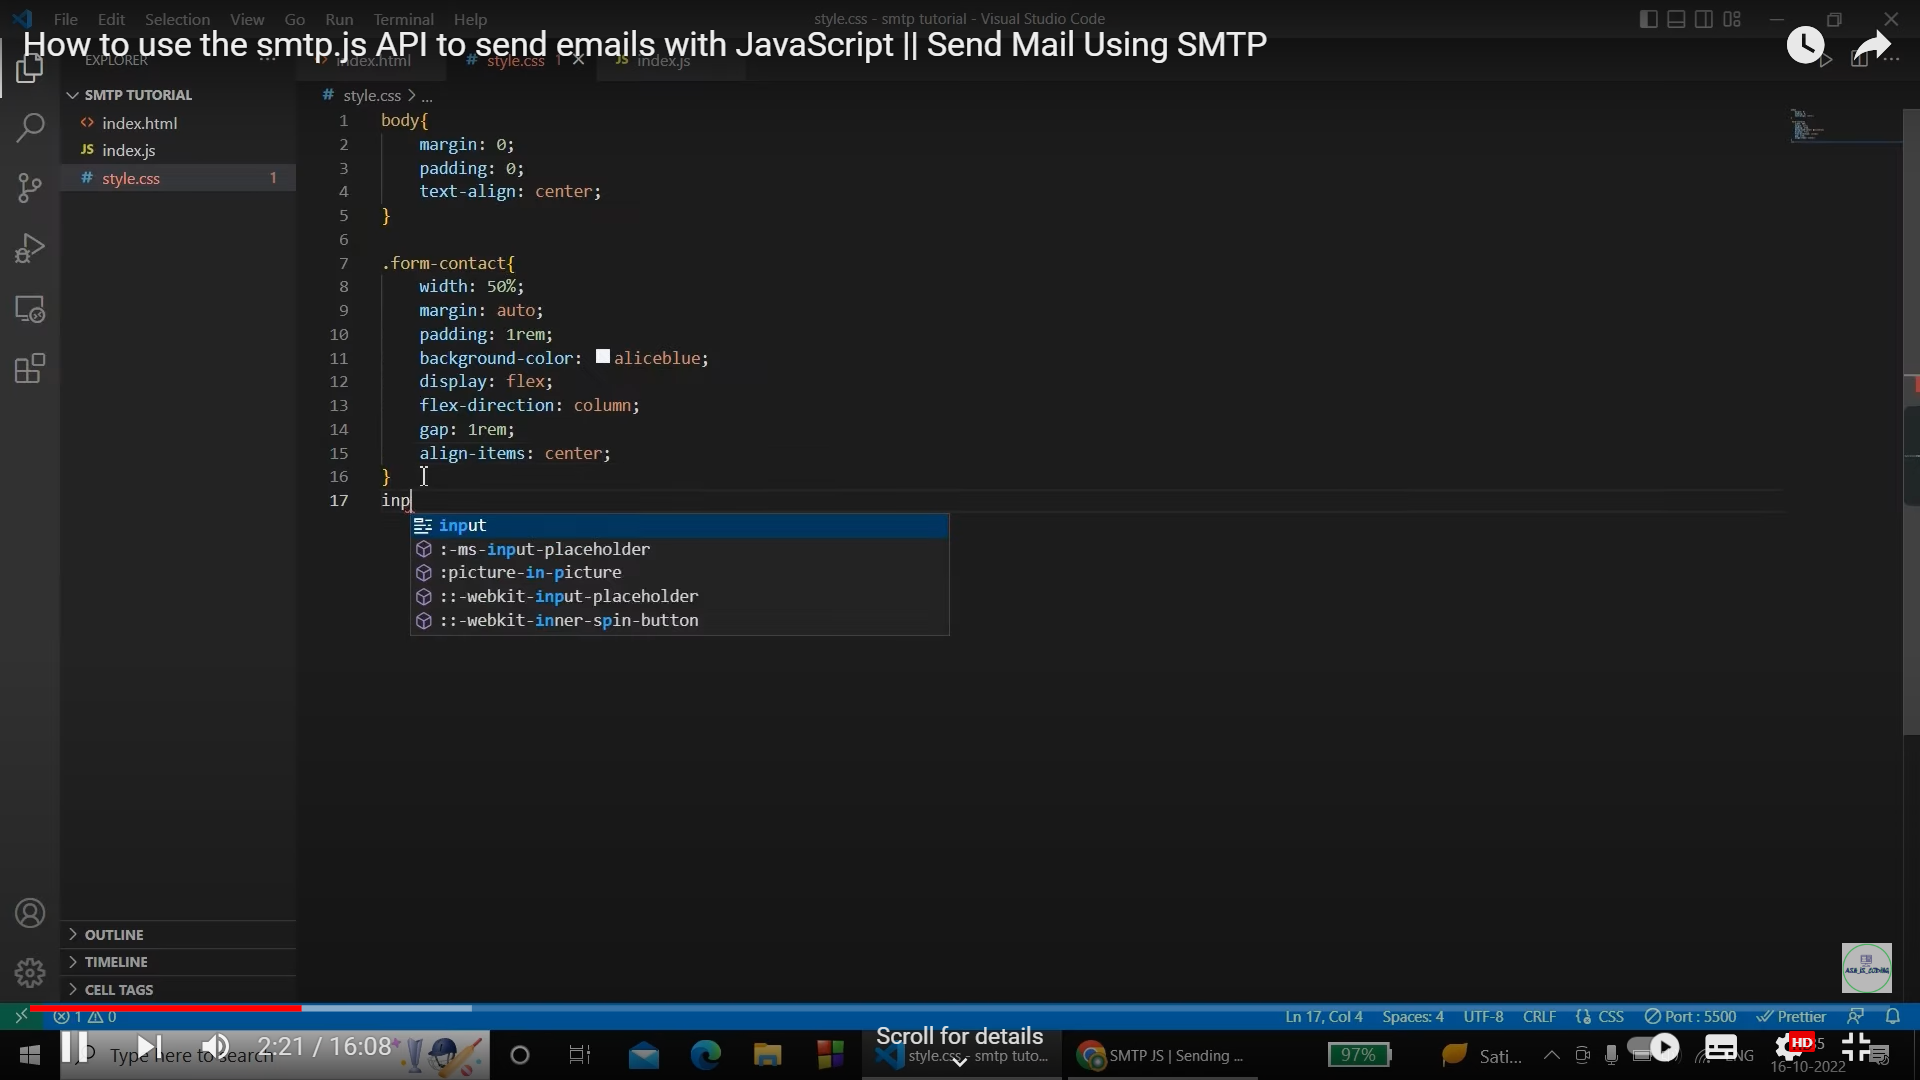 File Edit Selection View Go Run Terminal Help
style.css - smtp tutorial - Visual Studio Code
How to use the smtp.js API to send emails with JavaScript || Send Mail Using SMTP
EXPLORER
<> index.html
# style.css 1
JS index.js
SMTP TUTORIAL
<> index.html
JS index.js
# style.css 1
# style.css > ...
1 body{
2 margin: 0;
3 padding: 0;
4 text-align: center;
5 }
6
7 .form-contact{
8 width: 50%;
9 margin: auto;
10 padding: 1rem;
11 background-color: aliceblue;
12 display: flex;
13 flex-direction: column;
14 gap: 1rem;
15 align-items: center;
16 }
17 inp
input
:-ms-input-placeholder
:picture-in-picture
::-webkit-input-placeholder
::-webkit-inner-spin-button
OUTLINE
TIMELINE
CELL TAGS
1 0
Ln 17, Col 4 Spaces: 4 UTF-8 CRLF CSS Port : 5500 Prettier
2:21 / 16:08
Type here to search
Scroll for details
style.css - smtp tuto...
SMTP JS | Sending ...
97%
Sati...
HD
16-10-2022